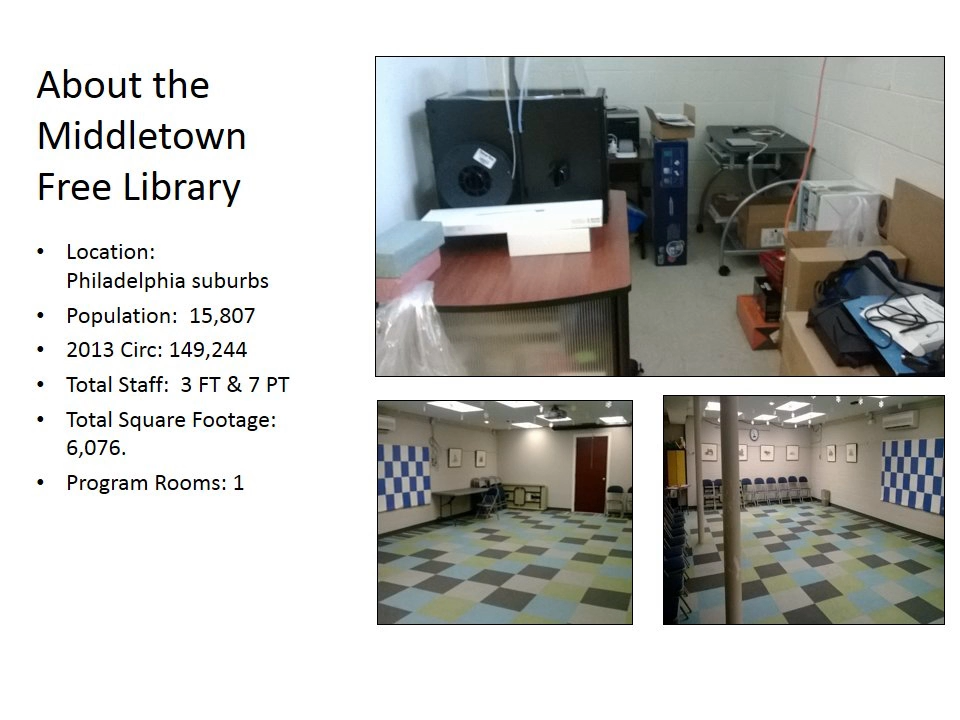 About the
Middletown
Free Library
• Location:
Philadelphia suburbs
• Population:  15,807
• 2013 Circ: 149,244
• Total Staff:  3 FT & 7 PT
• Total Square Footage:
6,076.
• Program Rooms: 1